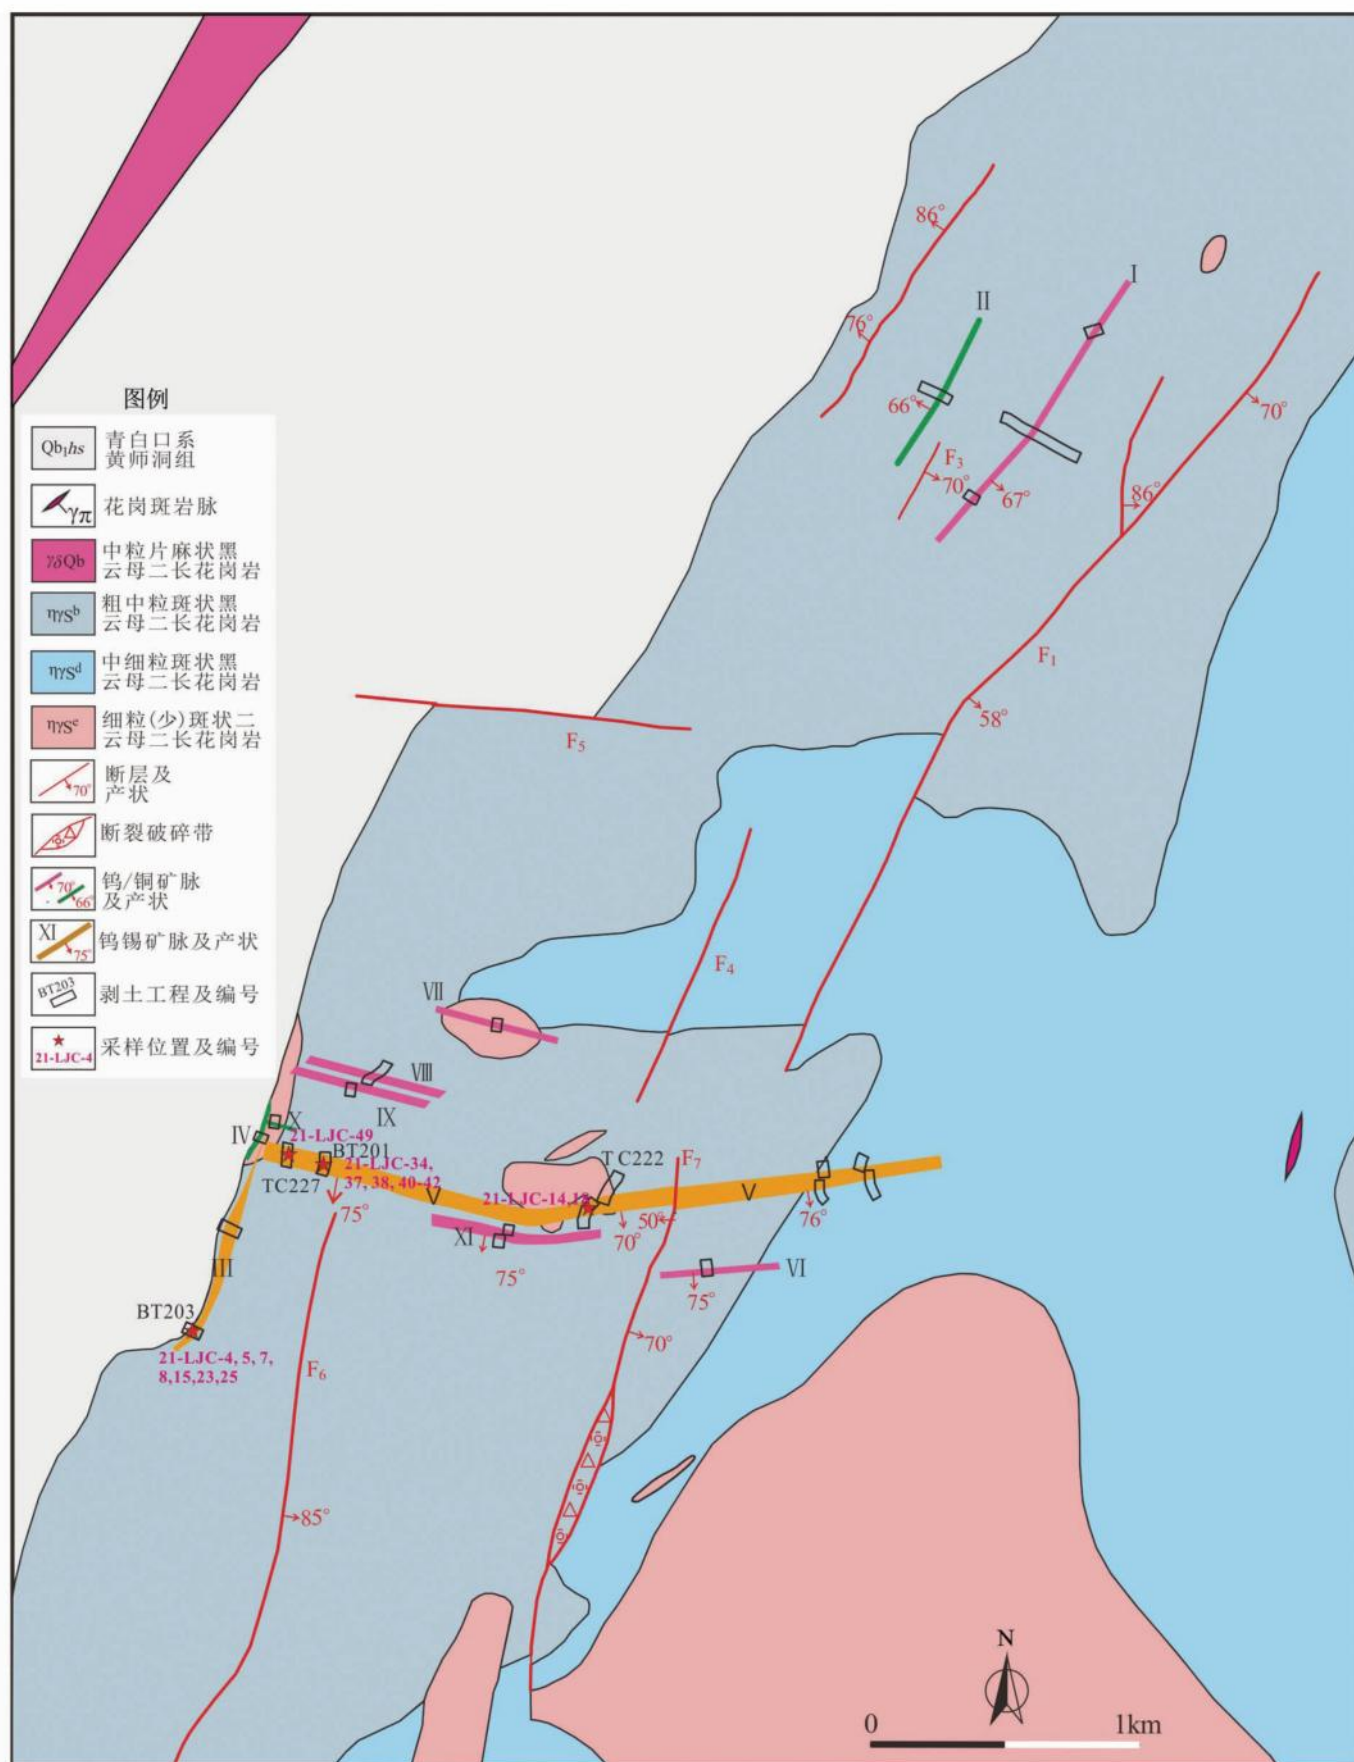 图例
Qb₁hs
青白口系
黄师洞组
γπ
花岗斑岩脉
γδQb
中粒片麻状黑
云母二长花岗岩
ηγSᵇ
粗中粒斑状黑
云母二长花岗岩
ηγSᵈ
中细粒斑状黑
云母二长花岗岩
ηγSᵉ
细粒(少)斑状二
云母二长花岗岩
70°
断层及
产状
断裂破碎带
70°
66°
钨/铜矿脉
及产状
XI
75°
钨锡矿脉及产状
BT203
剥土工程及编号
21-LJC-4
采样位置及编号
86°
I
II
76°
66°
70°
F₃
70°
67°
86°
F₁
58°
F₅
F₄
VII
VIII
IX
X
IV
21-LJC-49
BT201
TC227
21-LJC-34,
37, 38, 40-42
75°
V
TC222
F₇
21-LJC-14,18
V
50°
70°
76°
XI
75°
VI
75°
III
BT203
21-LJC-4, 5, 7,
8,15,23,25
F₆
70°
85°
N
0
1km